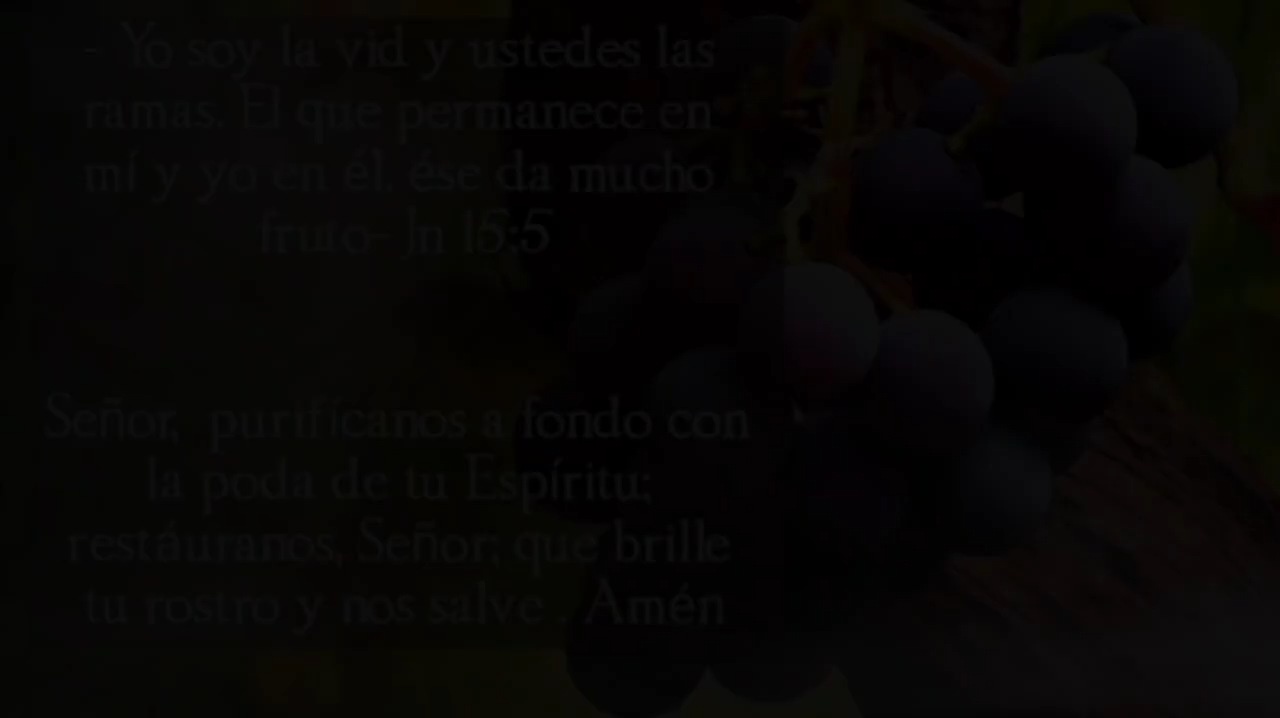 - Yo soy la vid y ustedes las
ramas. El que permanece en
mí y yo en él. ése da mucho
fruto- Jn 15:5
Señor, purificanos a fondo con
la poda de tu Espíritu;
restáuranos, Señor; que brille
tu rostro y nos salve . Amén